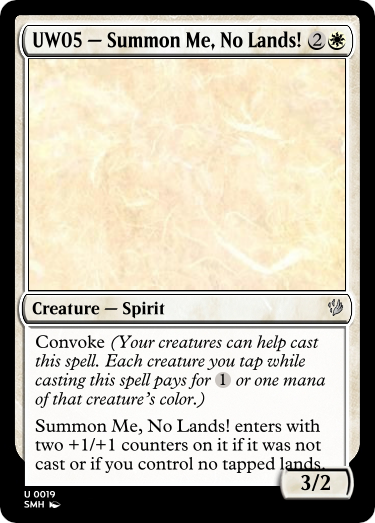 UW05 — Summon Me, No Lands! 2
Creature — Spirit
Convoke (Your creatures can help cast
this spell. Each creature you tap while
casting this spell pays for 1 or one mana
of that creature's color.)
Summon Me, No Lands! enters with
two +1/+1 counters on it if it was not
cast or if you control no tapped lands.
3/2
U 0019
SMH